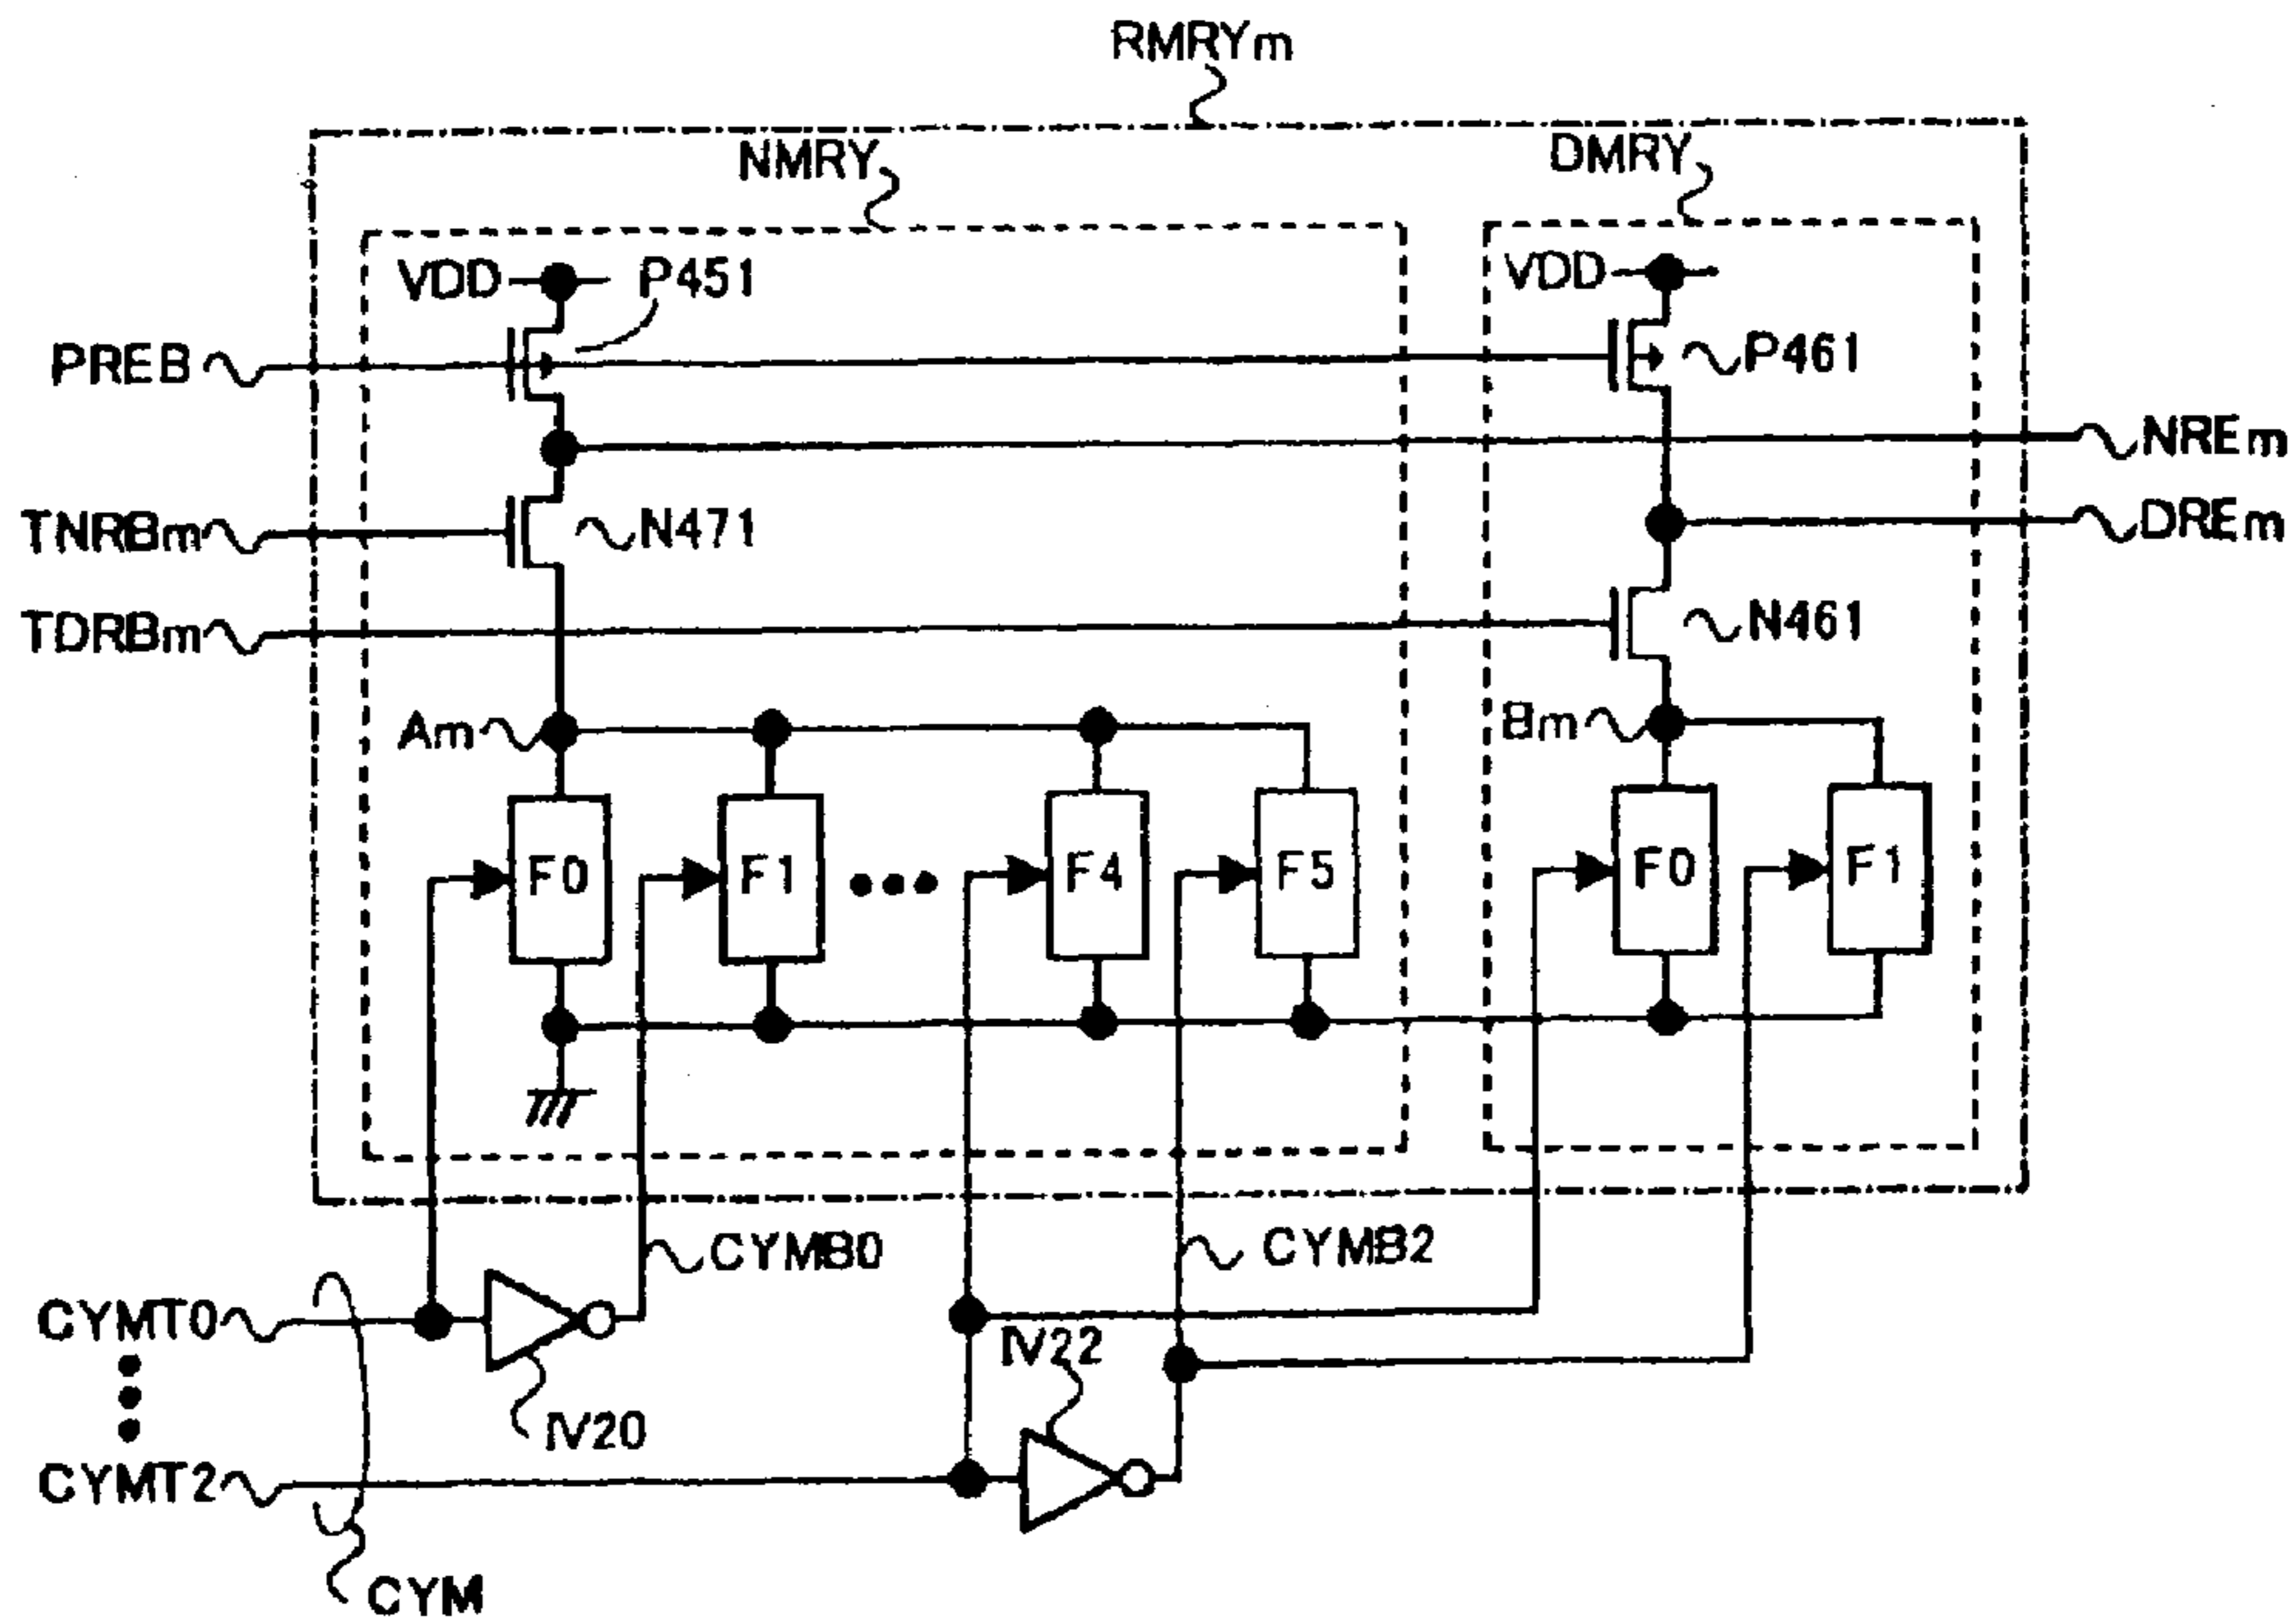 RMRYm
NMRY
DMRY
VDD
P451
VDD
PREB
P461
NREm
TNRBm
N471
DREm
TDRBm
N461
Am
Bm
F0
F1
F4
F5
F0
F1
CYMB0
CYMB2
CYMT0
IV22
IV20
CYMT2
CYM